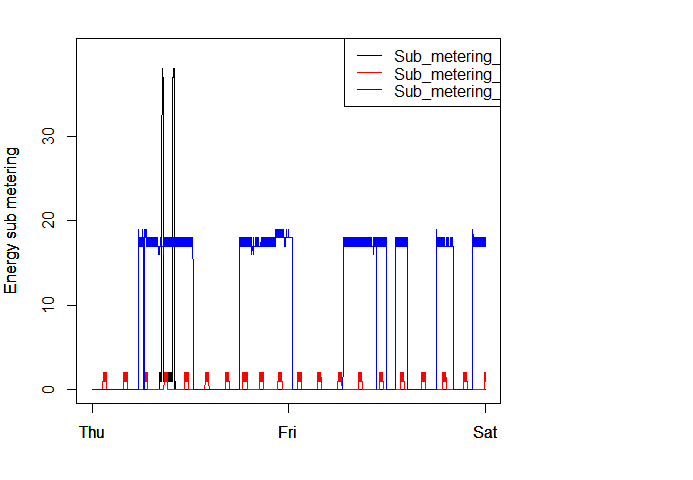 Sub_metering_
Sub_metering_
Sub_metering_
Energy sub metering
30
20
10
0
Thu Fri Sat